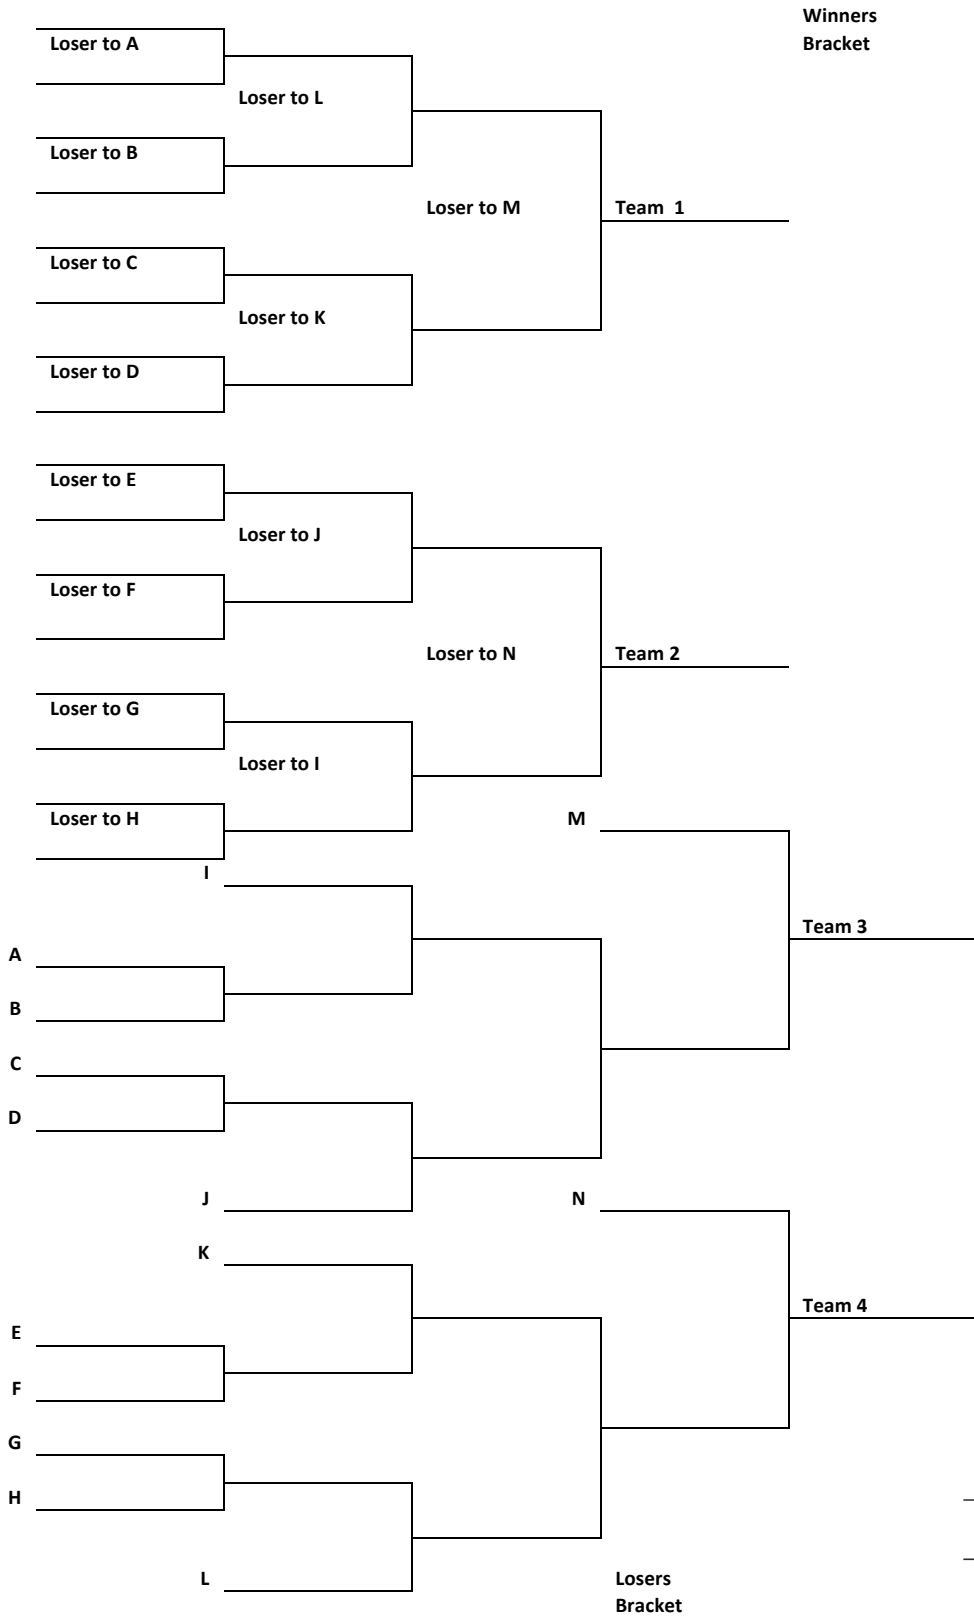 Winners
Bracket
Loser to A
Loser to L
Loser to B
Loser to M
Team  1
Loser to C
Loser to K
Loser to D
Loser to E
Loser to J
Loser to F
Loser to N
Team 2
Loser to G
Loser to I
Loser to H
M
I
Team 3
A
B
C
D
J
N
K
Team 4
E
F
G
H
L
Losers
Bracket